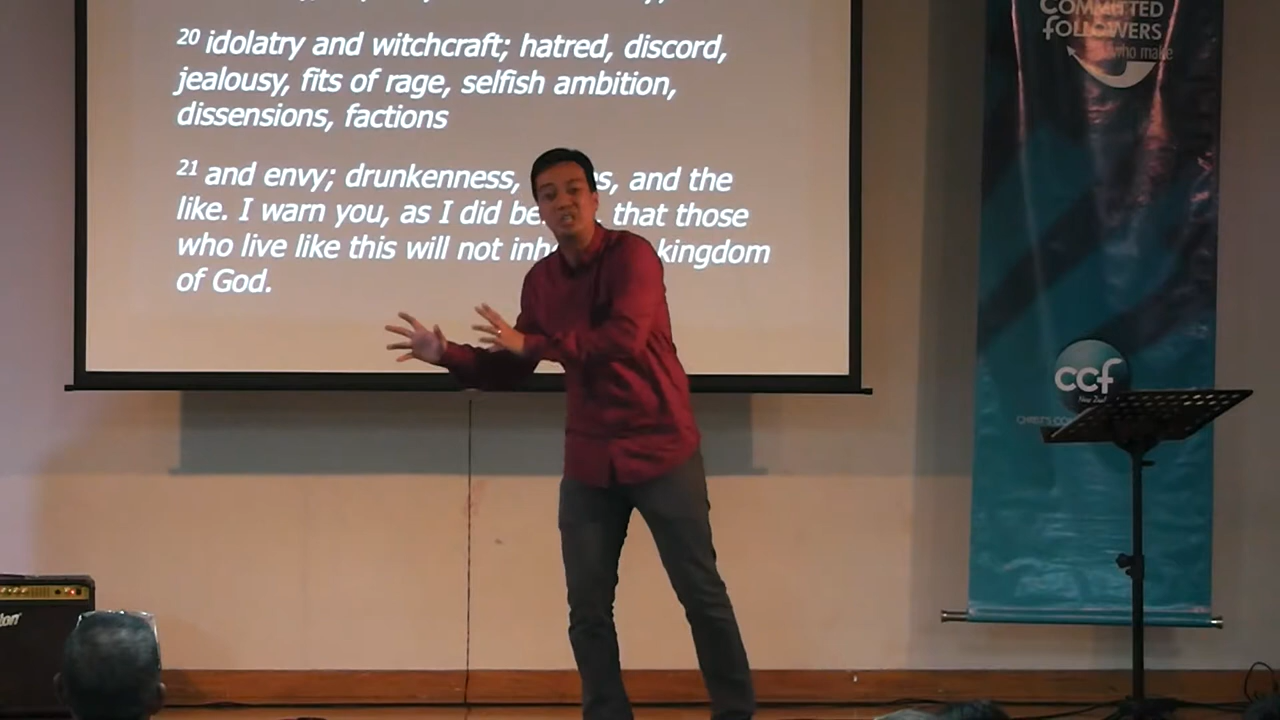 20 idolatry and witchcraft; hatred, discord,
jealousy, fits of rage, selfish ambition,
dissensions, factions
21 and envy; drunkenness, and the
like. I warn you, as I did that those
who live like this will not kingdom
of God.
COMMITTED
fOLLOWERS
who make
ccf